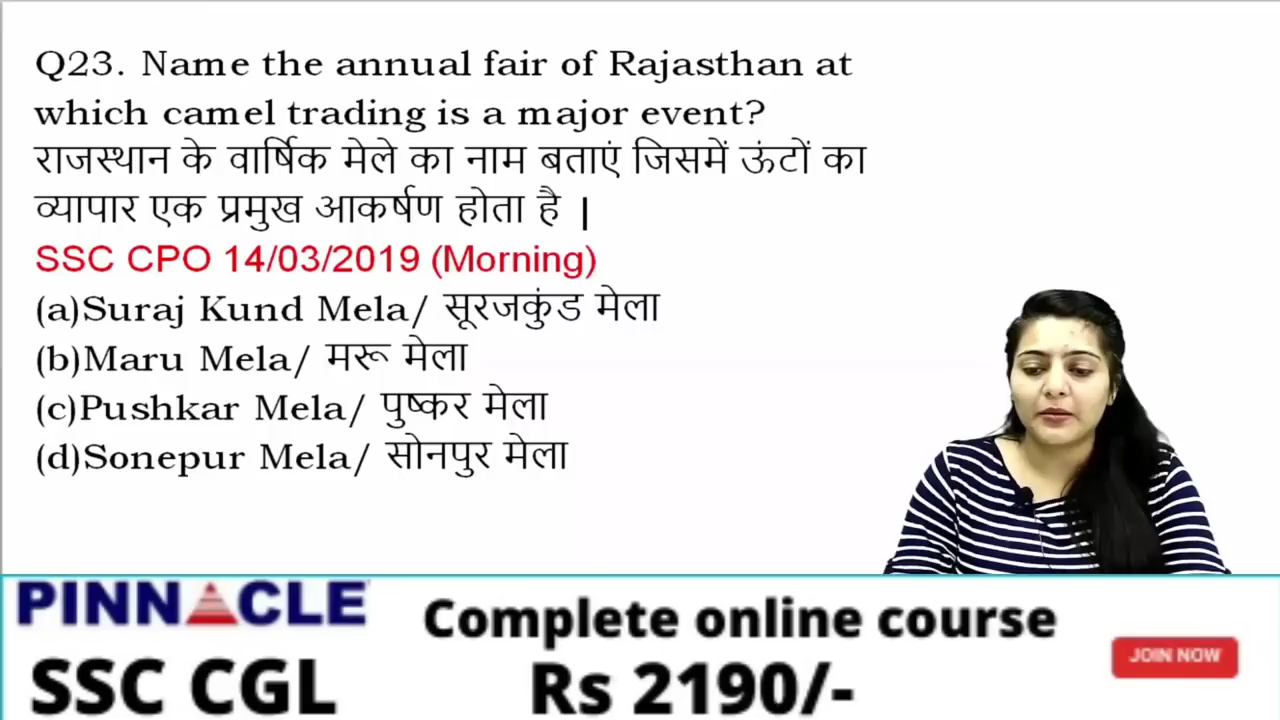 Q23. Name the annual fair of Rajasthan at
which camel trading is a major event?
राजस्थान के वार्षिक मेले का नाम बताएं जिसमें ऊंटों का
व्यापार एक प्रमुख आकर्षण होता है |
SSC CPO 14/03/2019 (Morning)
(a)Suraj Kund Mela/ सूरजकुंड मेला
(b)Maru Mela/ मरू मेला
(c)Pushkar Mela/ पुष्कर मेला
(d)Sonepur Mela/ सोनपुर मेला
PINNACLE
Complete online course
JOIN NOW
SSC CGL
Rs 2190/-